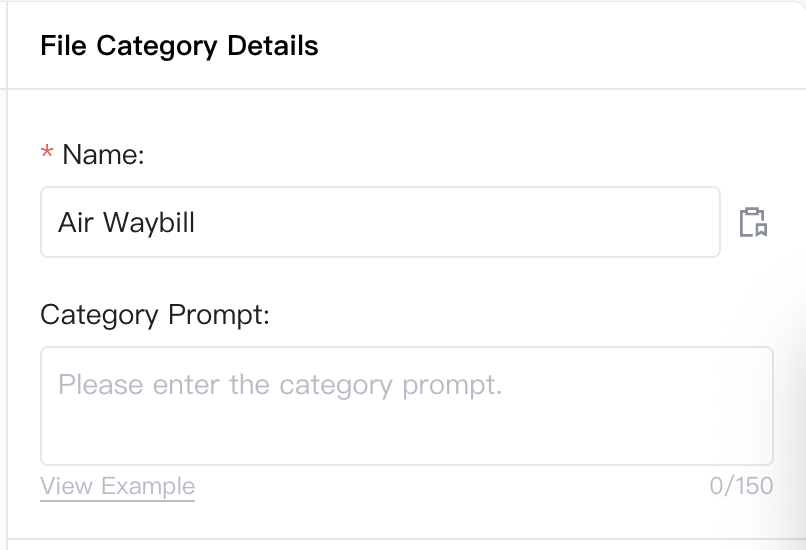 File Category Details
* Name:
Air Waybill
Category Prompt:
Please enter the category prompt.
View Example
0/150